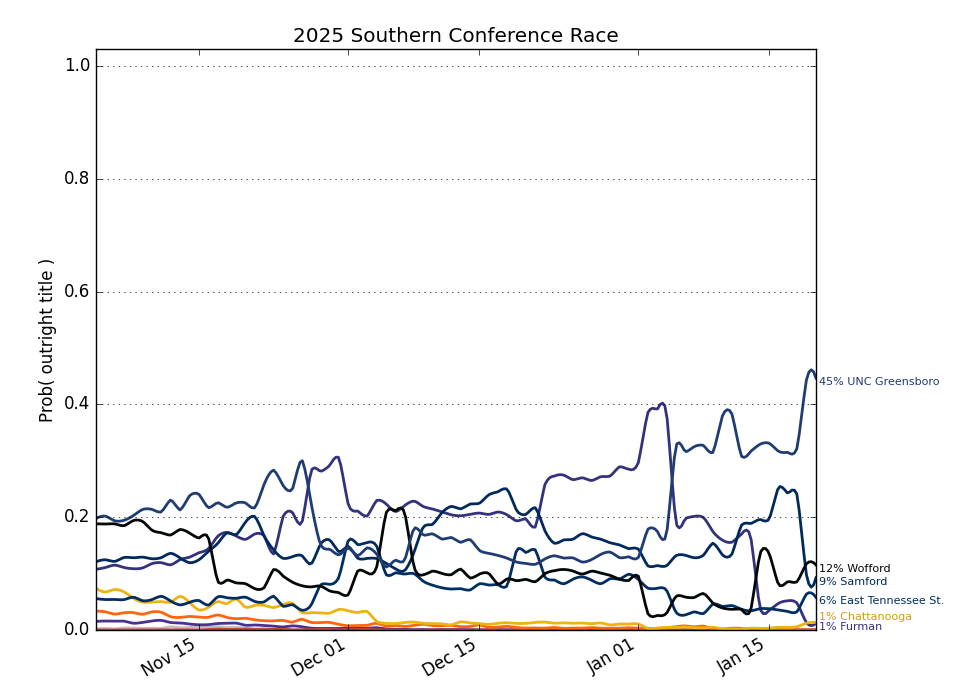 2025 Southern Conference Race
Prob( outright title )
1.0
0.8
0.6
0.4
0.2
0.0
Nov 15
Dec 01
Dec 15
Jan 01
Jan 15
45% UNC Greensboro
12% Wofford
9% Samford
6% East Tennessee St.
1% Chattanooga
1% Furman